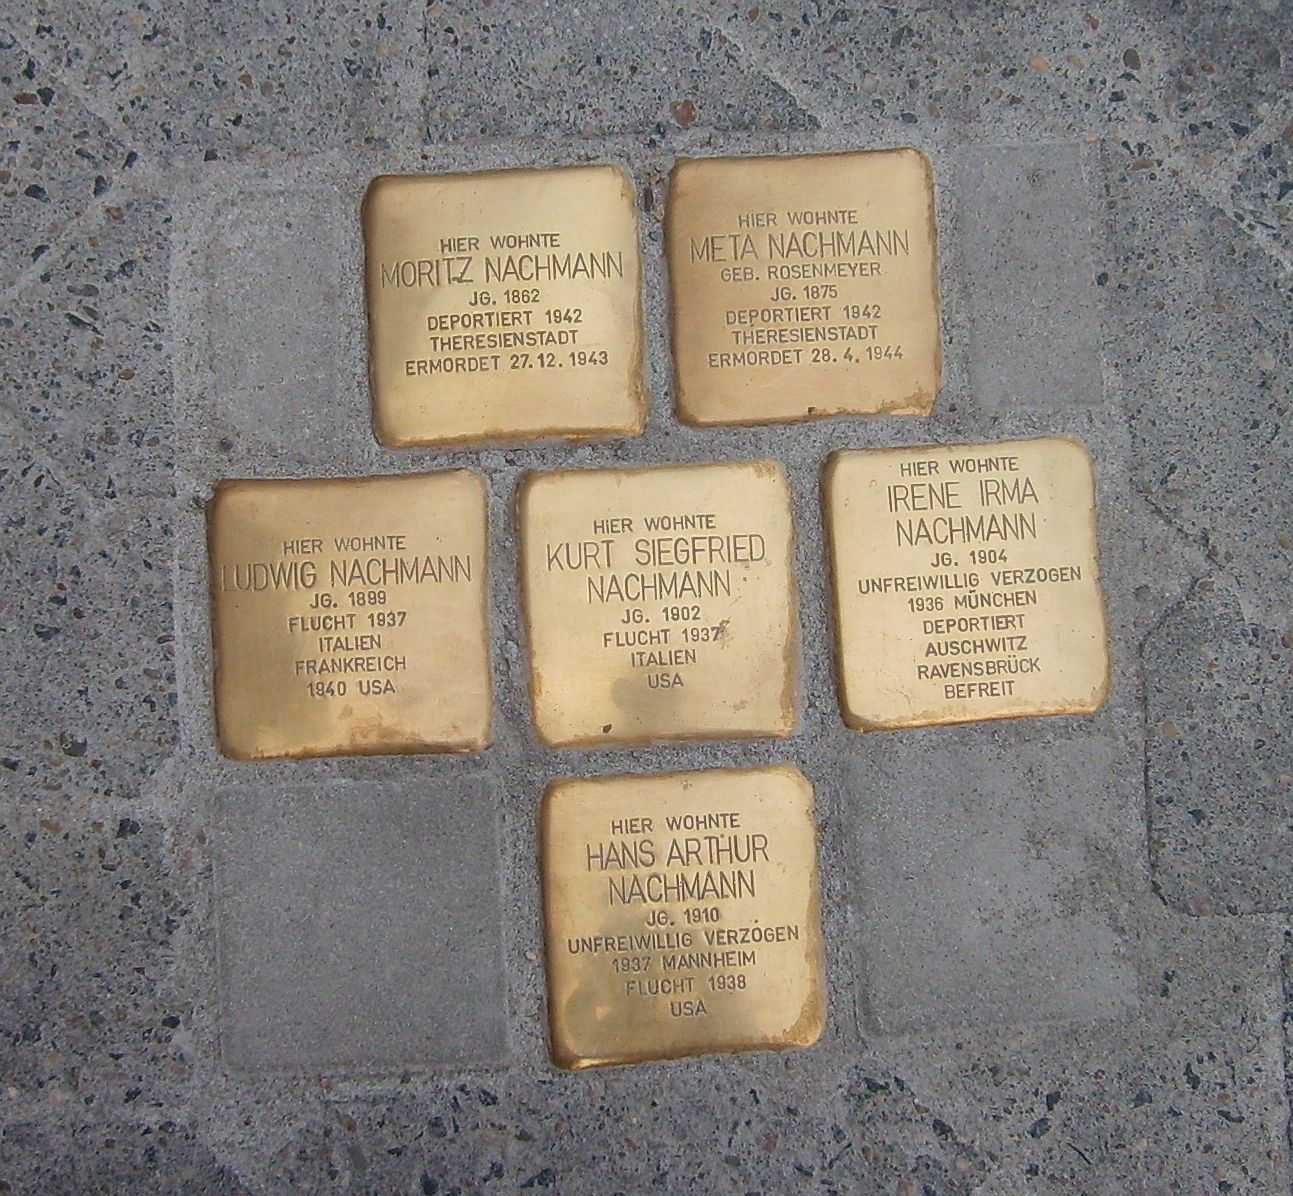 HIER WOHNTE
MORITZ NACHMANN
JG. 1862
DEPORTIERT 1942
THERESIENSTADT
ERMORDET 27.12.1943
HIER WOHNTE
META NACHMANN
GEB. ROSENMEYER
JG. 1875
DEPORTIERT 1942
THERESIENSTADT
ERMORDET 28.4.1944
HIER WOHNTE
LUDWIG NACHMANN
JG. 1899
FLUCHT 1937
ITALIEN
FRANKREICH
1940 USA
HIER WOHNTE
KURT SIEGFRIED
NACHMANN
JG. 1902
FLUCHT 1937
ITALIEN
USA
HIER WOHNTE
IRENE IRMA
NACHMANN
JG. 1904
UNFREIWILLIG VERZOGEN
1936 MÜNCHEN
DEPORTIERT
AUSCHWITZ
RAVENSBRÜCK
BEFREIT
HIER WOHNTE
HANS ARTHUR
NACHMANN
JG. 1910
UNFREIWILLIG VERZOGEN
1937 MANNHEIM
FLUCHT 1938
USA